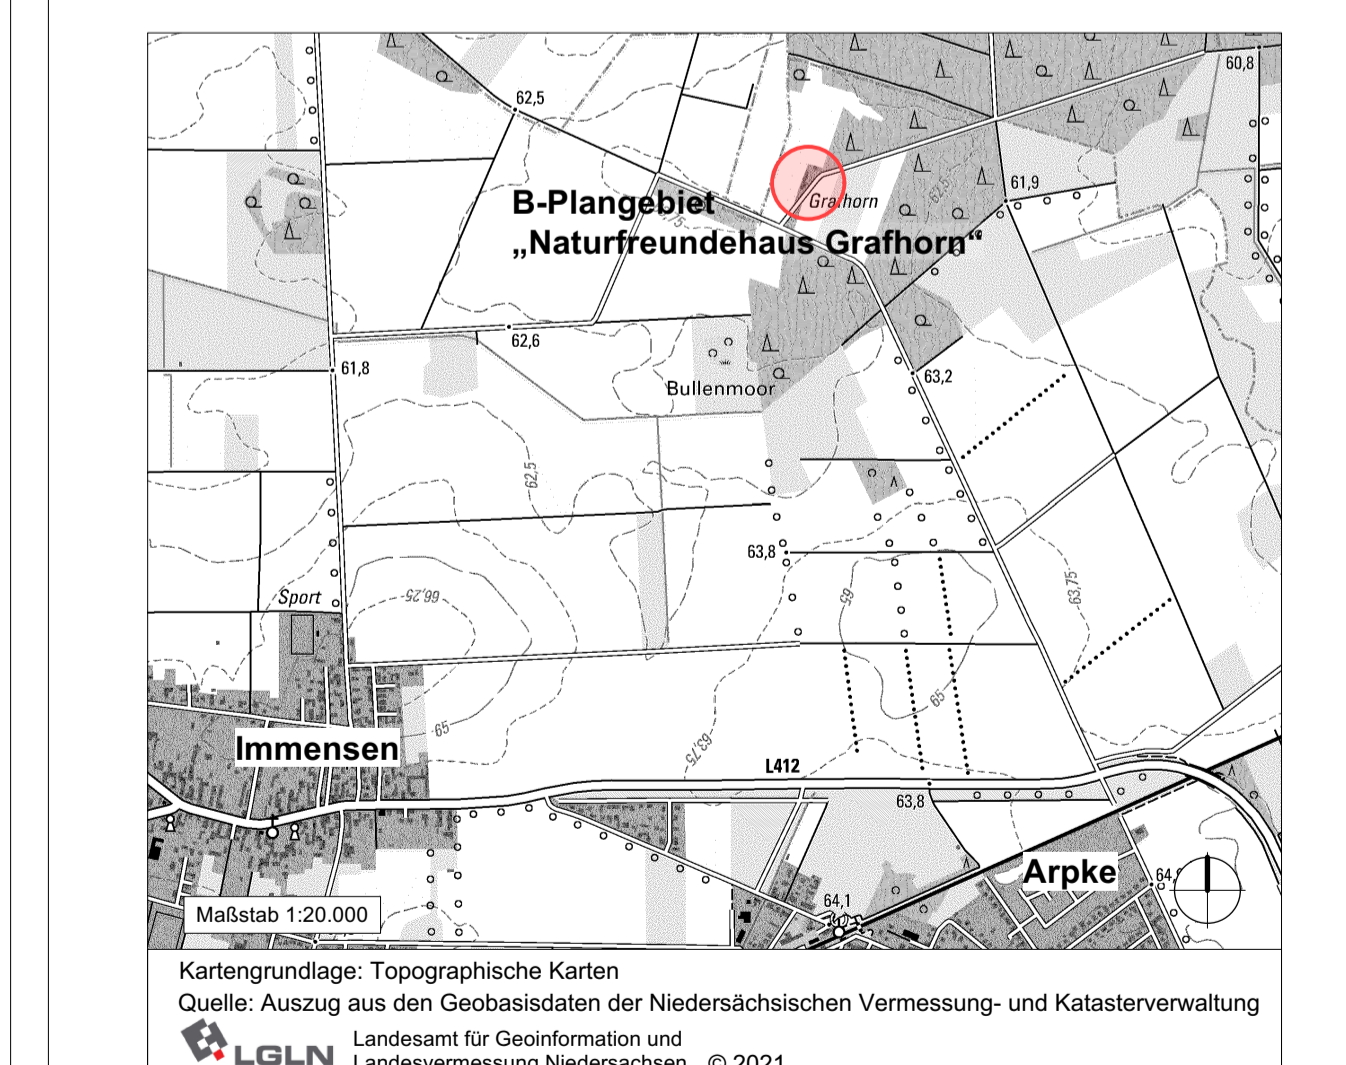 60,8
62,5
61,9
62,5
Grafhorn
B-Plangebiet
„Naturfreundehaus Grafhorn“
62,6
61,8
63,2
Bullenmoor
62,5
63,8
66,25
65
63,75
Sport
65
65
63,75
Immensen
L412
63,8
Arpke
64,1
Maßstab 1:20.000
Kartengrundlage: Topographische Karten
Quelle: Auszug aus den Geobasisdaten der Niedersächsischen Vermessung- und Katasterverwaltung
LGLN
Landesamt für Geoinformation und
Landesvermessung Niedersachsen © 2021